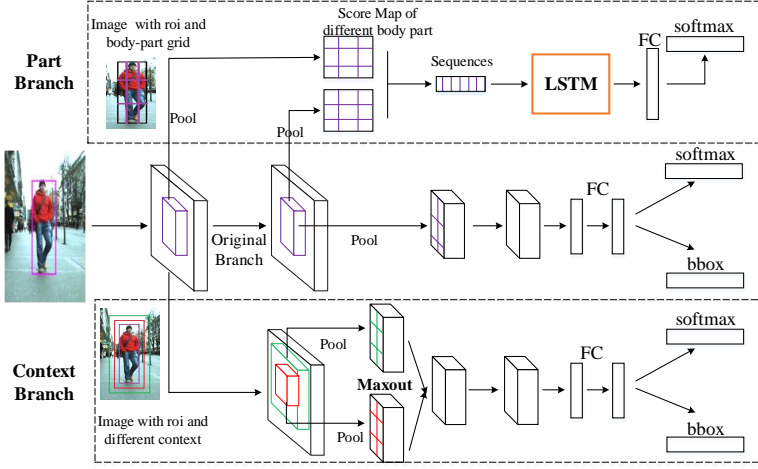 Part
Branch
Image with roi and
body-part grid
Pool
Score Map of
different body part
Pool
Sequences
LSTM
FC
softmax
Original
Branch
Pool
FC
softmax
bbox
Context
Branch
Image with roi and
different context
Pool
Maxout
Pool
FC
softmax
bbox